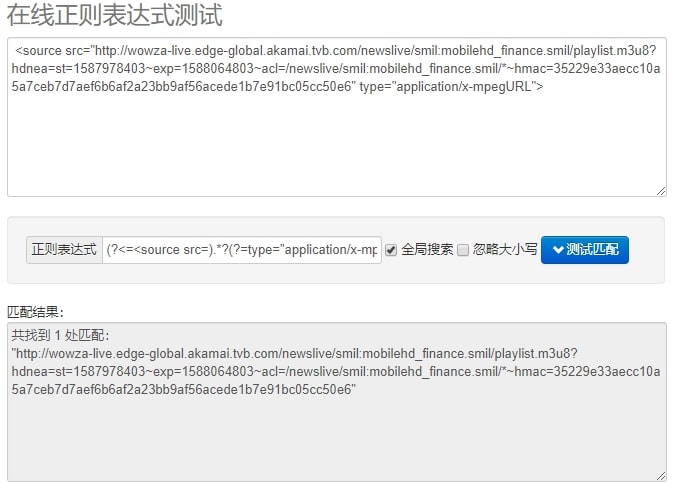 在线正则表达式测试
<source src="http://wowza-live.edge-global.akamai.tvb.com/newslive/smil:mobilehd_finance.smil/playlist.m3u8?
hdnea=st=1587978403~exp=1588064803~acl=/newslive/smil:mobilehd_finance.smil/*~hmac=35229e33aecc10a
5a7ceb7d7aef6b6af2a23bb9af56acede1b7e91bc05cc50e6" type="application/x-mpegURL">
正则表达式 (?<=<source src=).*?(?=type="application/x-mp 全局搜索 忽略大小写 测试匹配
匹配结果：
共找到 1 处匹配：
"http://wowza-live.edge-global.akamai.tvb.com/newslive/smil:mobilehd_finance.smil/playlist.m3u8?
hdnea=st=1587978403~exp=1588064803~acl=/newslive/smil:mobilehd_finance.smil/*~hmac=35229e33aecc10a
5a7ceb7d7aef6b6af2a23bb9af56acede1b7e91bc05cc50e6"